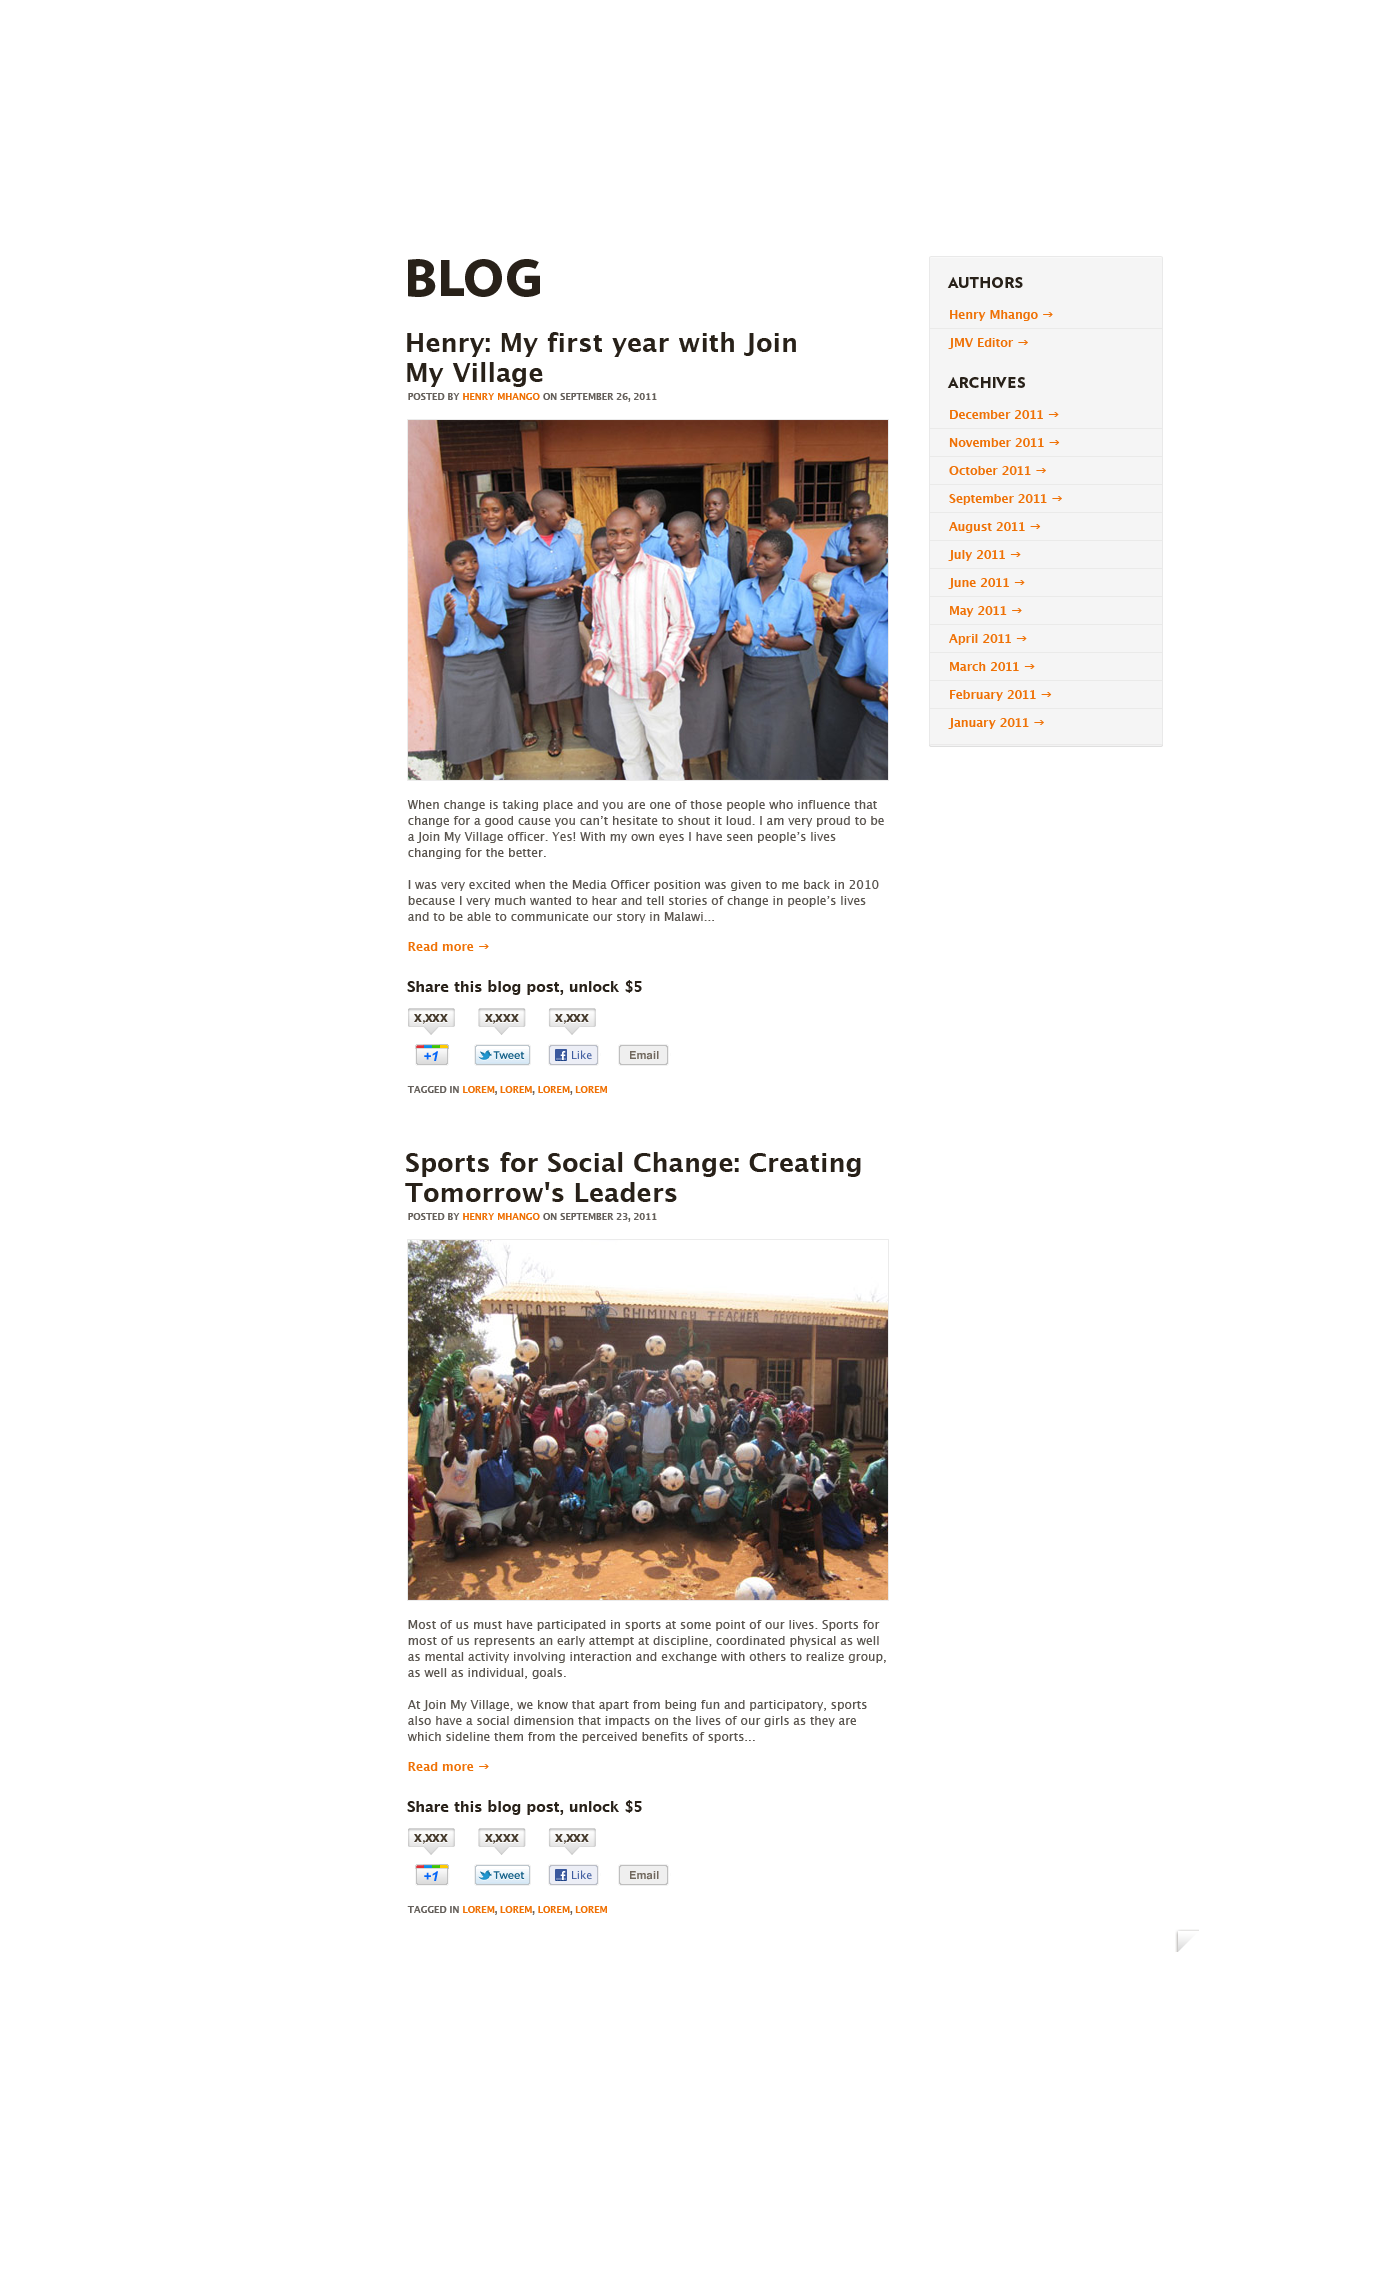 BLOG
Henry: My first year with Join
My Village
POSTED BY HENRY MHANGO ON SEPTEMBER 26, 2011
When change is taking place and you are one of those people who influence that
change for a good cause you can’t hesitate to shout it loud. I am very proud to be
a Join My Village officer. Yes! With my own eyes I have seen people’s lives
changing for the better.
I was very excited when the Media Officer position was given to me back in 2010
because I very much wanted to hear and tell stories of change in people’s lives
and to be able to communicate our story in Malawi...
Read more →
Share this blog post, unlock $5
X,XXX X,XXX X,XXX
+1 Tweet Like Email
TAGGED IN LOREM, LOREM, LOREM, LOREM
Sports for Social Change: Creating
Tomorrow's Leaders
POSTED BY HENRY MHANGO ON SEPTEMBER 23, 2011
WELCOME TO TEACHER DEVELOPMENT CENTRE
Most of us must have participated in sports at some point of our lives. Sports for
most of us represents an early attempt at discipline, coordinated physical as well
as mental activity involving interaction and exchange with others to realize group,
as well as individual, goals.
At Join My Village, we know that apart from being fun and participatory, sports
also have a social dimension that impacts on the lives of our girls as they are
which sideline them from the perceived benefits of sports...
Read more →
Share this blog post, unlock $5
X,XXX X,XXX X,XXX
+1 Tweet Like Email
TAGGED IN LOREM, LOREM, LOREM, LOREM
AUTHORS
Henry Mhango →
JMV Editor →
ARCHIVES
December 2011 →
November 2011 →
October 2011 →
September 2011 →
August 2011 →
July 2011 →
June 2011 →
May 2011 →
April 2011 →
March 2011 →
February 2011 →
January 2011 →